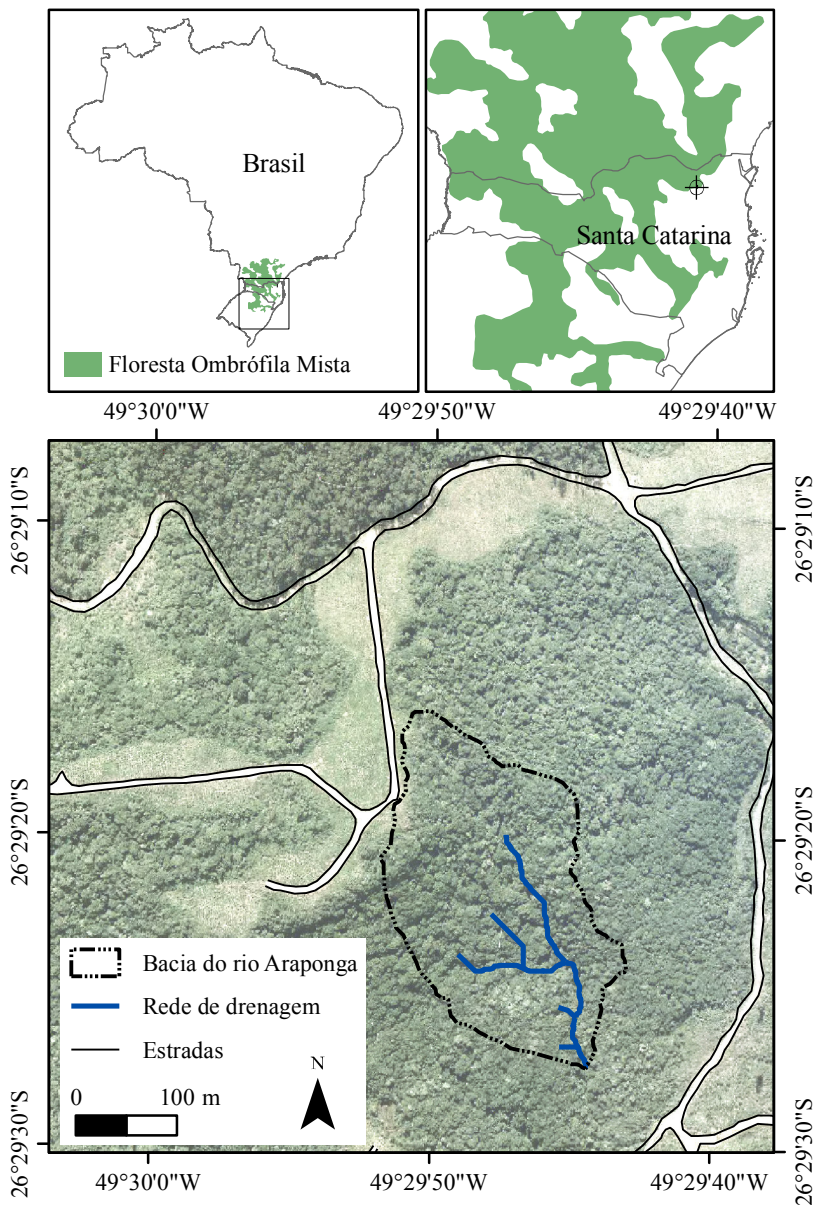 Brasil
Floresta Ombrófila Mista
Santa Catarina
49°30'0"W 49°29'50"W 49°29'40"W
26°29'10"S 26°29'10"S
26°29'20"S 26°29'20"S
Bacia do rio Araponga
Rede de drenagem
Estradas
0 100 m
N
26°29'30"S 26°29'30"S
49°30'0"W 49°29'50"W 49°29'40"W